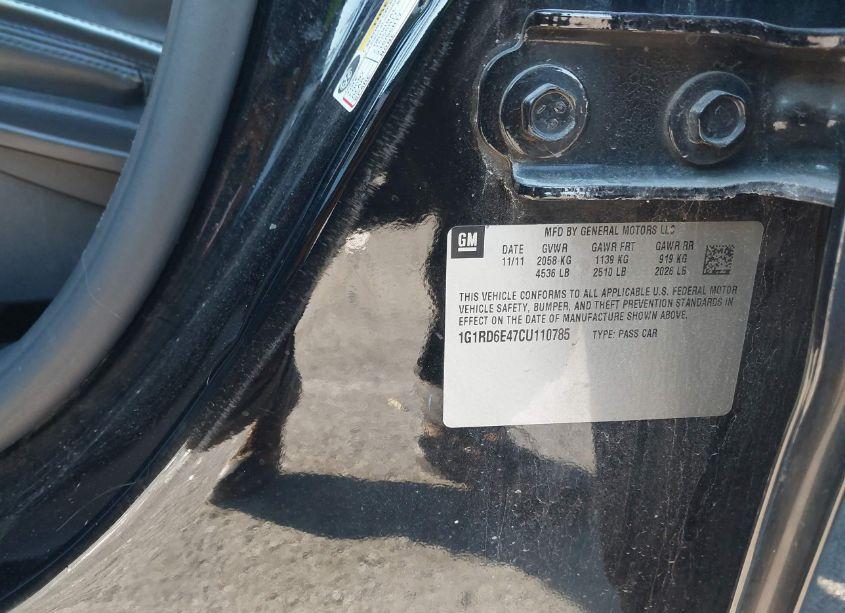 GM
MFD BY GENERAL MOTORS LLC
DATE GVWR GAWR FRT GAWR RR
11/11 2058 KG 1139 KG 919 KG
4536 LB 2510 LB 2026 LB
THIS VEHICLE CONFORMS TO ALL APPLICABLE U.S. FEDERAL MOTOR
VEHICLE SAFETY, BUMPER, AND THEFT PREVENTION STANDARDS IN
EFFECT ON THE DATE OF MANUFACTURE SHOWN ABOVE.
1G1RD6E47CU110785 TYPE: PASS CAR